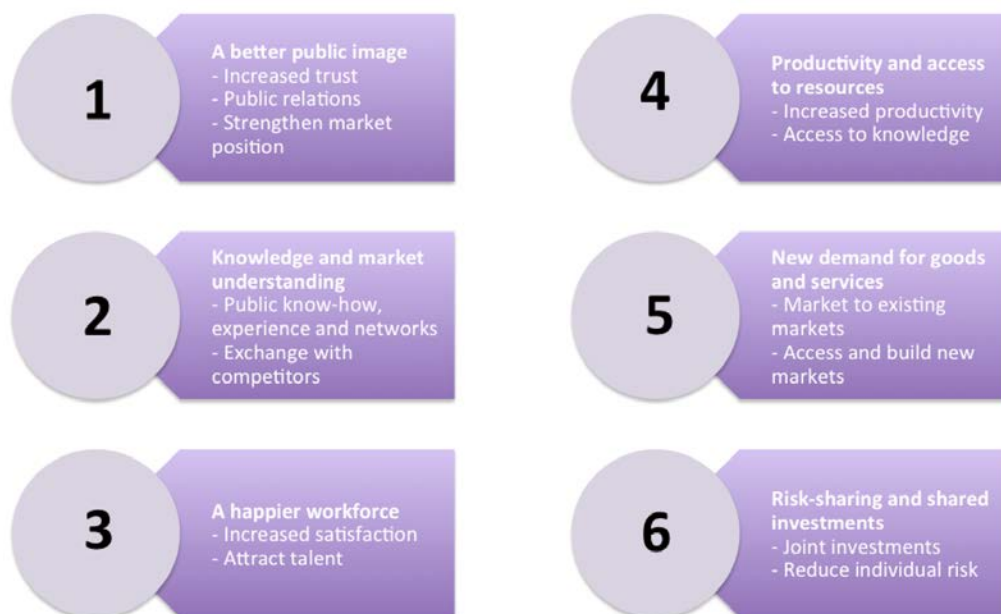 1
A better public image
- Increased trust
- Public relations
- Strengthen market
position
2
Knowledge and market
understanding
- Public know-how,
experience and networks
- Exchange with
competitors
3
A happier workforce
- Increased satisfaction
- Attract talent
4
Productivity and access
to resources
- Increased productivity
- Access to knowledge
5
New demand for goods
and services
- Market to existing
markets
- Access and build new
markets
6
Risk-sharing and shared
investments
- Joint investments
- Reduce individual risk